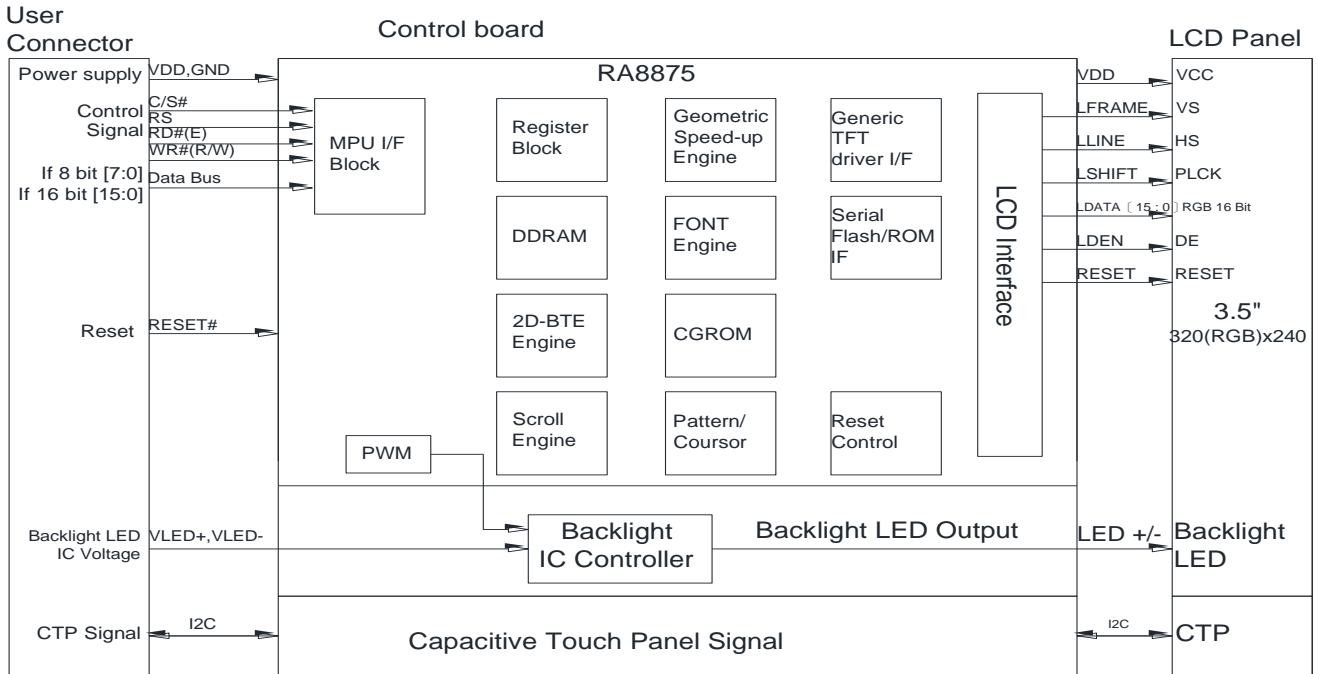 User
Connector
Control board
LCD Panel
Power supply
VDD,GND
Control
Signal
C/S#
RS
RD#(E)
WR#(R/W)
If 8 bit [7:0]
If 16 bit [15:0]
Data Bus
Reset
RESET#
Backlight LED
IC Voltage
VLED+,VLED-
CTP Signal
I2C
RA8875
MPU I/F
Block
Register
Block
Geometric
Speed-up
Engine
Generic
TFT
driver I/F
DDRAM
FONT
Engine
Serial
Flash/ROM
IF
2D-BTE
Engine
CGROM
Scroll
Engine
Pattern/
Coursor
Reset
Control
PWM
LCD Interface
Backlight
IC Controller
Backlight LED Output
Capacitive Touch Panel Signal
VDD
VCC
LFRAME
VS
LLINE
HS
LSHIFT
PLCK
LDATA〔15:0〕
RGB 16 Bit
LDEN
DE
RESET
RESET
3.5"
320(RGB)x240
LED +/-
Backlight
LED
I2C
CTP